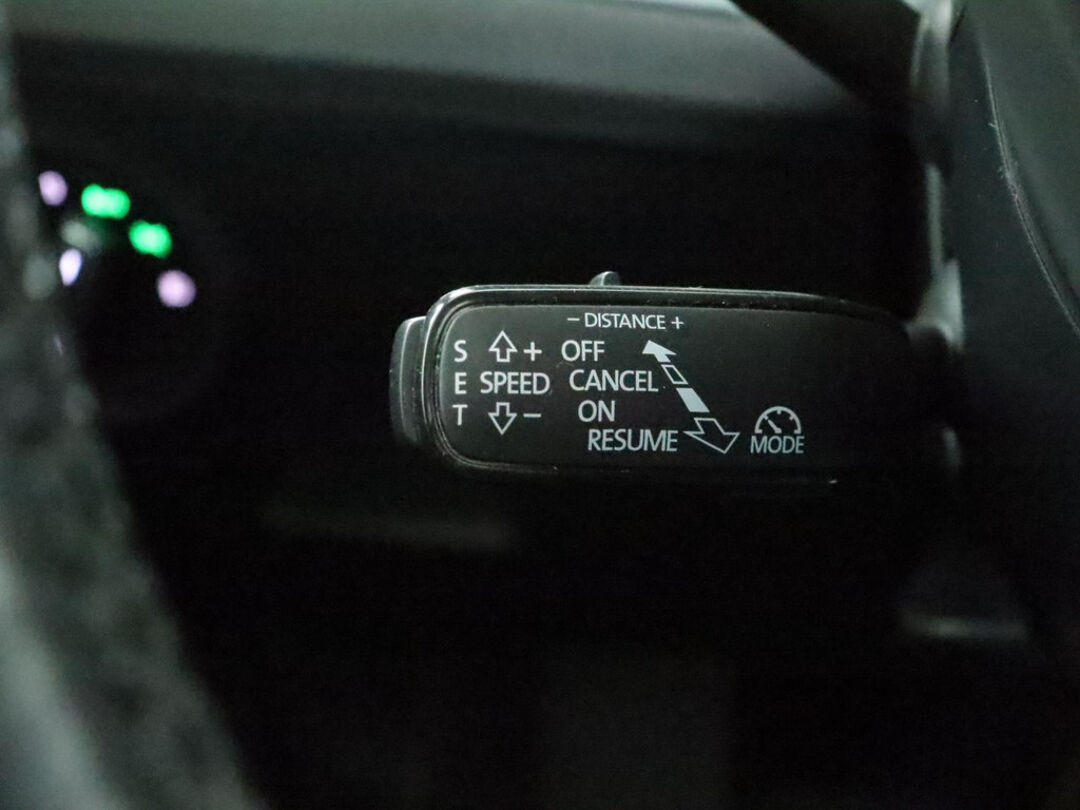 - DISTANCE +
S + OFF
E SPEED CANCEL
T - ON
RESUME MODE